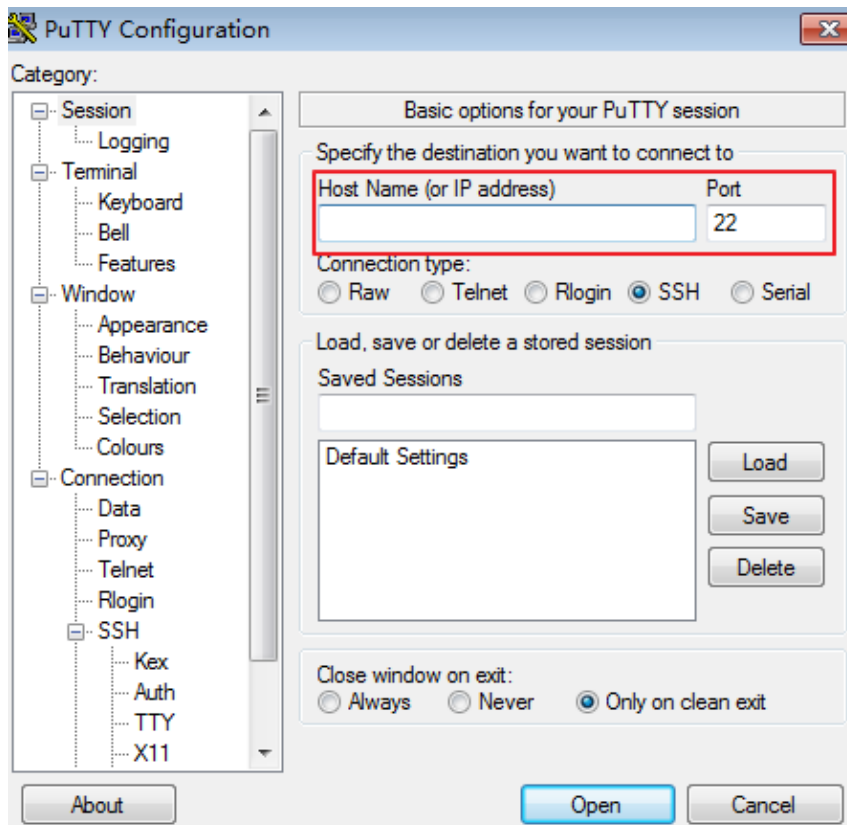 PuTTY Configuration
Category:
Session
Logging
Terminal
Keyboard
Bell
Features
Window
Appearance
Behaviour
Translation
Selection
Colours
Connection
Data
Proxy
Telnet
Rlogin
SSH
Kex
Auth
TTY
X11
Basic options for your PuTTY session
Specify the destination you want to connect to
Host Name (or IP address) Port
22
Connection type:
Raw Telnet Rlogin SSH Serial
Load, save or delete a stored session
Saved Sessions
Default Settings
Load
Save
Delete
Close window on exit:
Always Never Only on clean exit
About Open Cancel